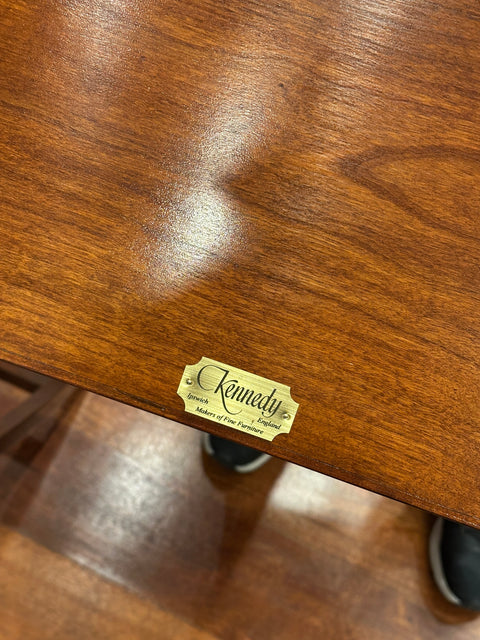 Kennedy
Ipswich England
Makers of Fine Furniture